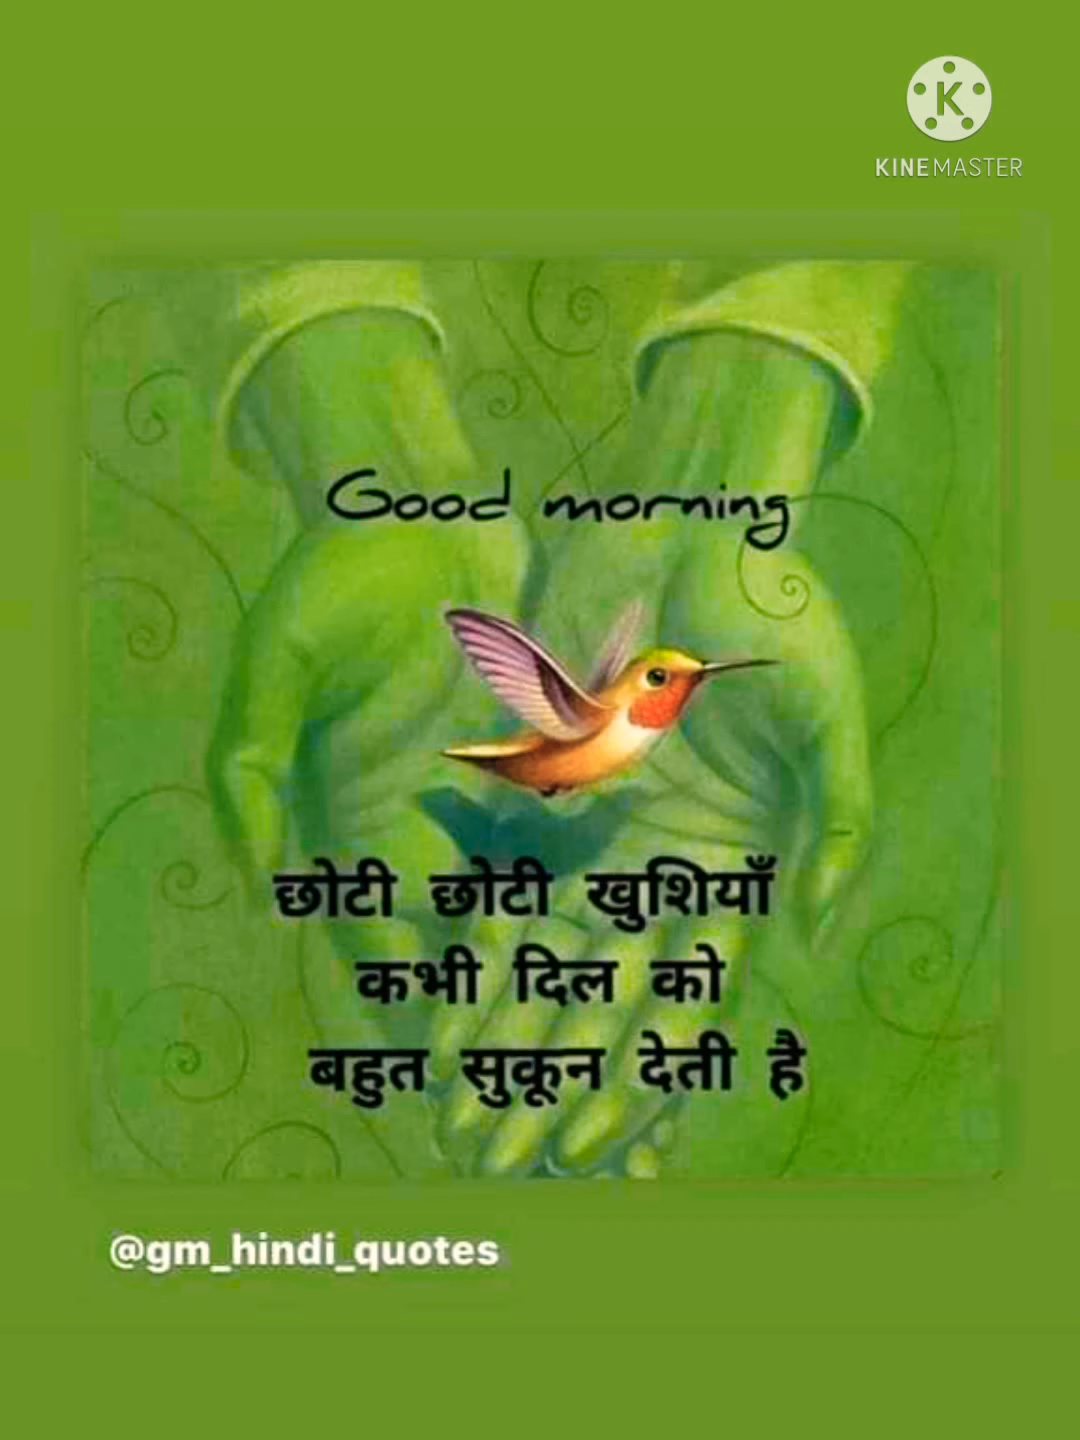 K
KINEMASTER
Good morning
छोटी छोटी खुशियाँ
कभी दिल को
बहुत सुकून देती है
@gm_hindi_quotes